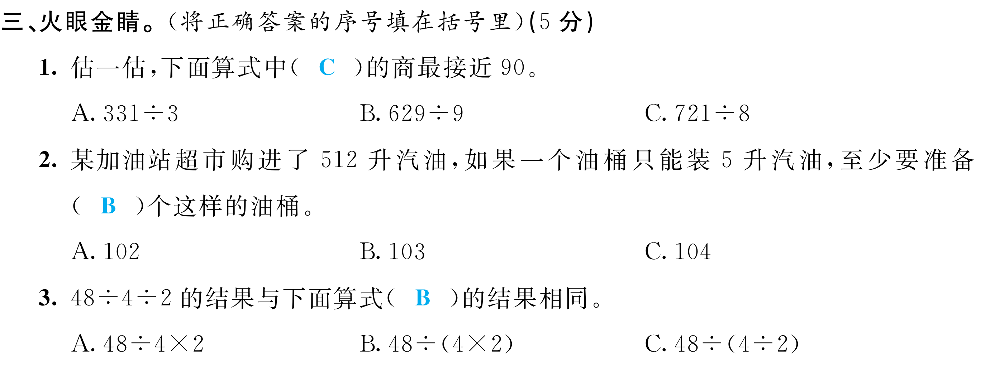 三、火眼金睛。(将正确答案的序号填在括号里)(5 分)
1. 估一估,下面算式中( C )的商最接近 90。
A. 331÷3 B. 629÷9 C. 721÷8
2. 某加油站超市购进了 512 升汽油,如果一个油桶只能装 5 升汽油,至少要准备
( B )个这样的油桶。
A. 102 B. 103 C. 104
3. 48÷4÷2 的结果与下面算式( B )的结果相同。
A. 48÷4×2 B. 48÷(4×2) C. 48÷(4÷2)